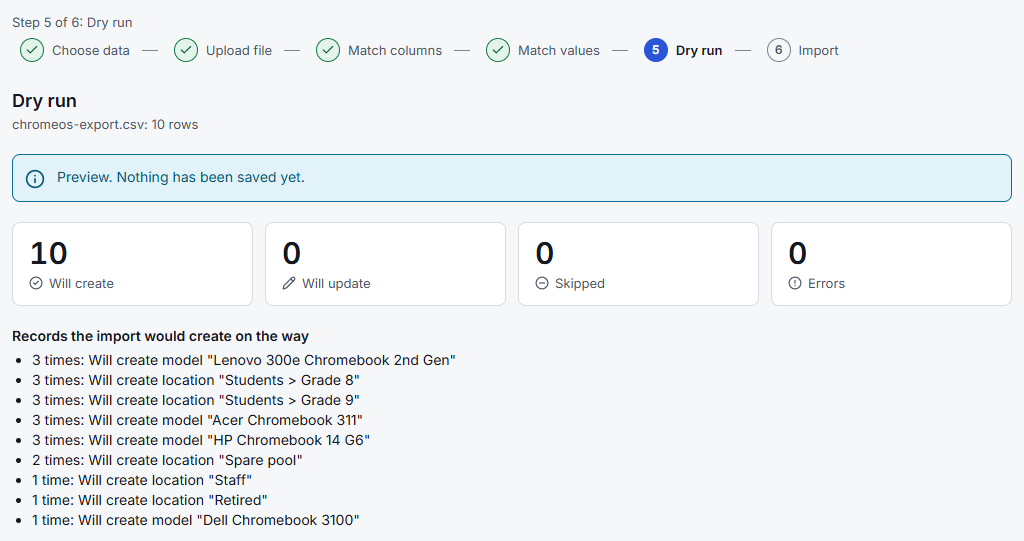 Step 5 of 6: Dry run
Choose data — Upload file — Match columns — Match values — 5 Dry run — 6 Import
Dry run
chromeos-export.csv: 10 rows
Preview. Nothing has been saved yet.
10 0 0 0
Will create Will update Skipped Errors
Records the import would create on the way
• 3 times: Will create model "Lenovo 300e Chromebook 2nd Gen"
• 3 times: Will create location "Students > Grade 8"
• 3 times: Will create location "Students > Grade 9"
• 3 times: Will create model "Acer Chromebook 311"
• 3 times: Will create model "HP Chromebook 14 G6"
• 2 times: Will create location "Spare pool"
• 1 time: Will create location "Staff"
• 1 time: Will create location "Retired"
• 1 time: Will create model "Dell Chromebook 3100"